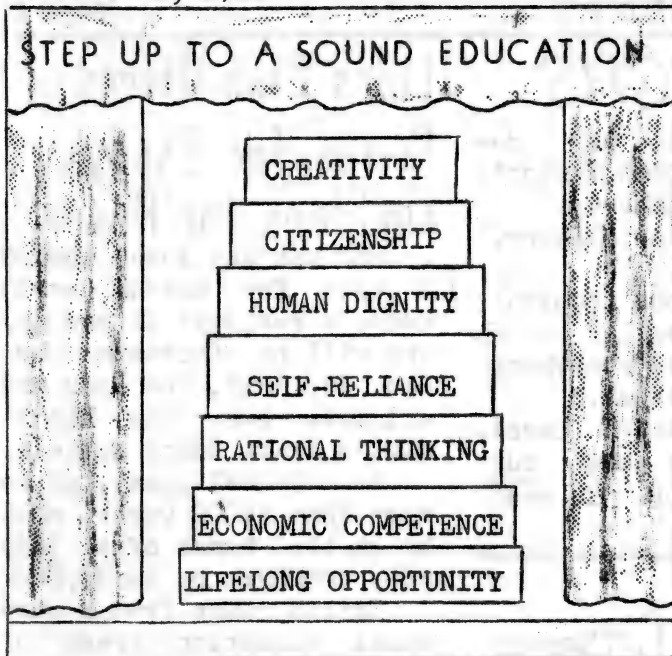 STEP UP TO A SOUND EDUCATION
CREATIVITY
CITIZENSHIP
HUMAN DIGNITY
SELF-RELIANCE
RATIONAL THINKING
ECONOMIC COMPETENCE
LIFELONG OPPORTUNITY